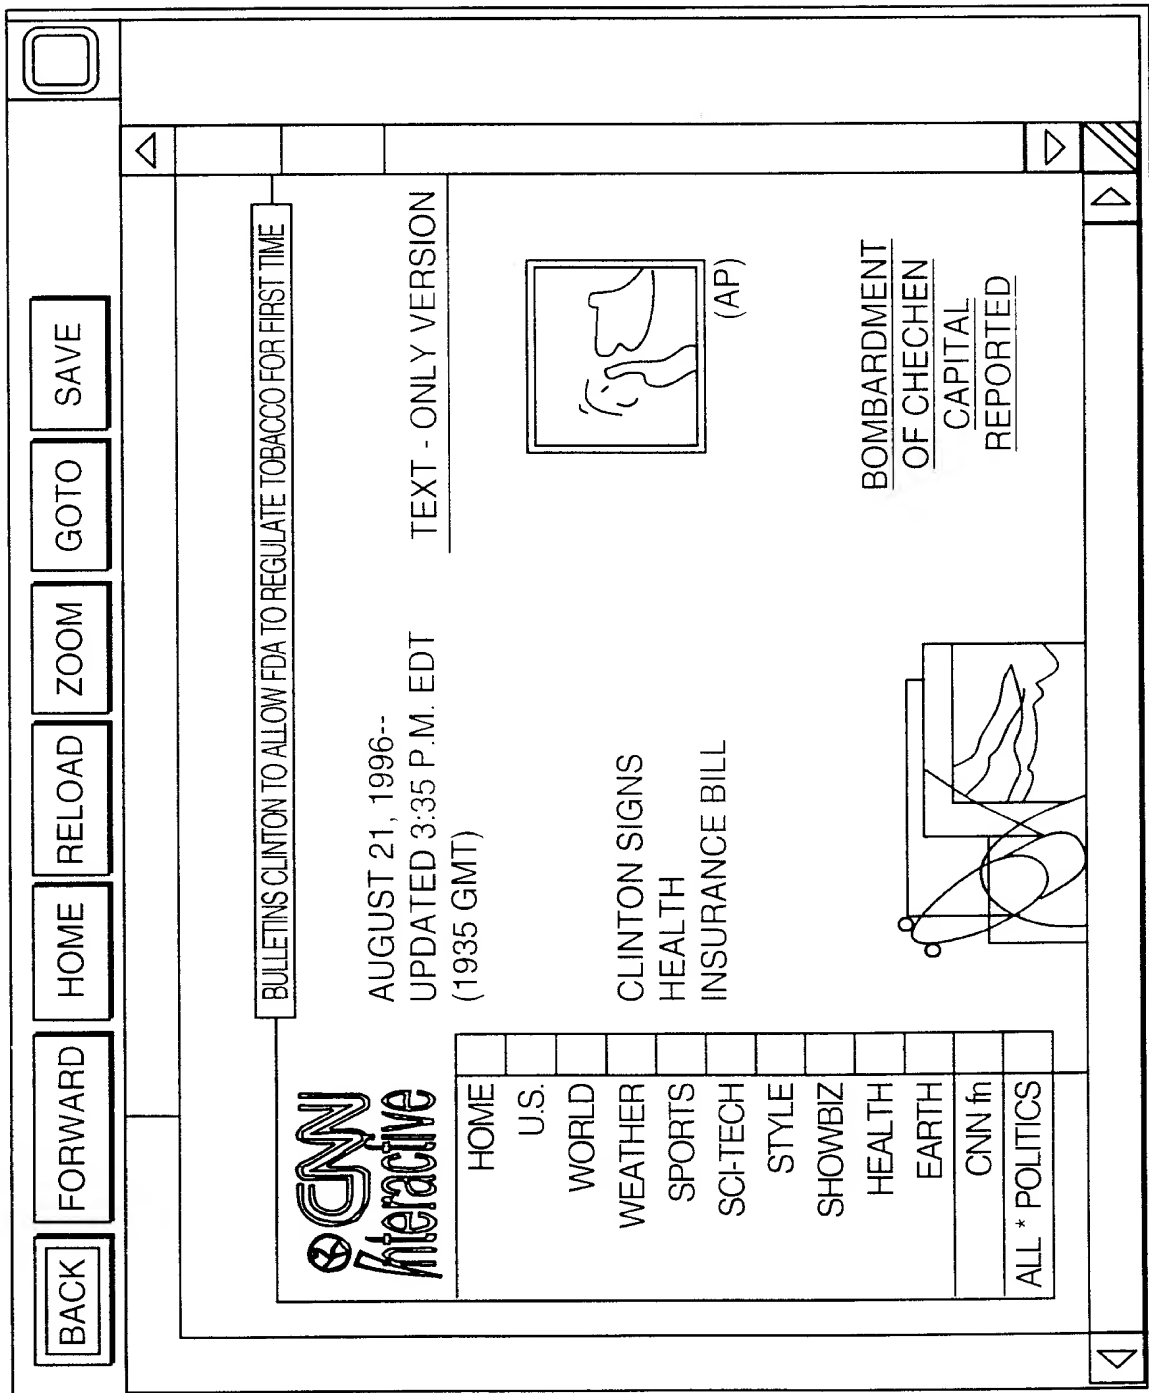 BACK
FORWARD
HOME
RELOAD
ZOOM
GOTO
SAVE
BULLETINS CLINTON TO ALLOW FDA TO REGULATE TOBACCO FOR FIRST TIME
CNN
Interactive
AUGUST 21, 1996--
UPDATED 3:35 P.M. EDT
(1935 GMT)
TEXT - ONLY VERSION
HOME
U.S.
WORLD
WEATHER
SPORTS
SCI-TECH
STYLE
SHOWBIZ
HEALTH
EARTH
CNN fn
ALL * POLITICS
CLINTON SIGNS
HEALTH
INSURANCE BILL
(AP)
BOMBARDMENT
OF CHECHEN
CAPITAL
REPORTED